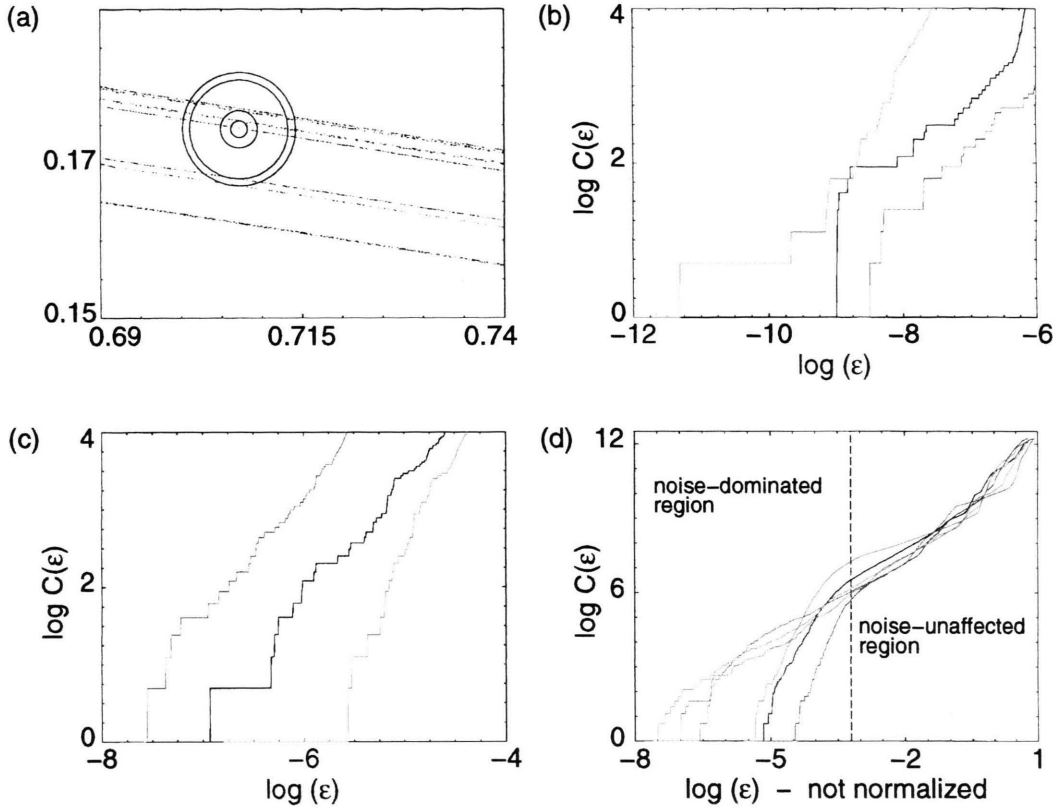 (a)
0.17
0.15
0.69
0.715
0.74
(b)
4
log C(ε)
2
0
-12
-10
-8
-6
log (ε)
(c)
4
log C(ε)
2
0
-8
-6
-4
log (ε)
(d)
12
log C(ε)
6
0
noise-dominated
region
noise-unaffected
region
-8
-5
-2
1
log (ε) - not normalized